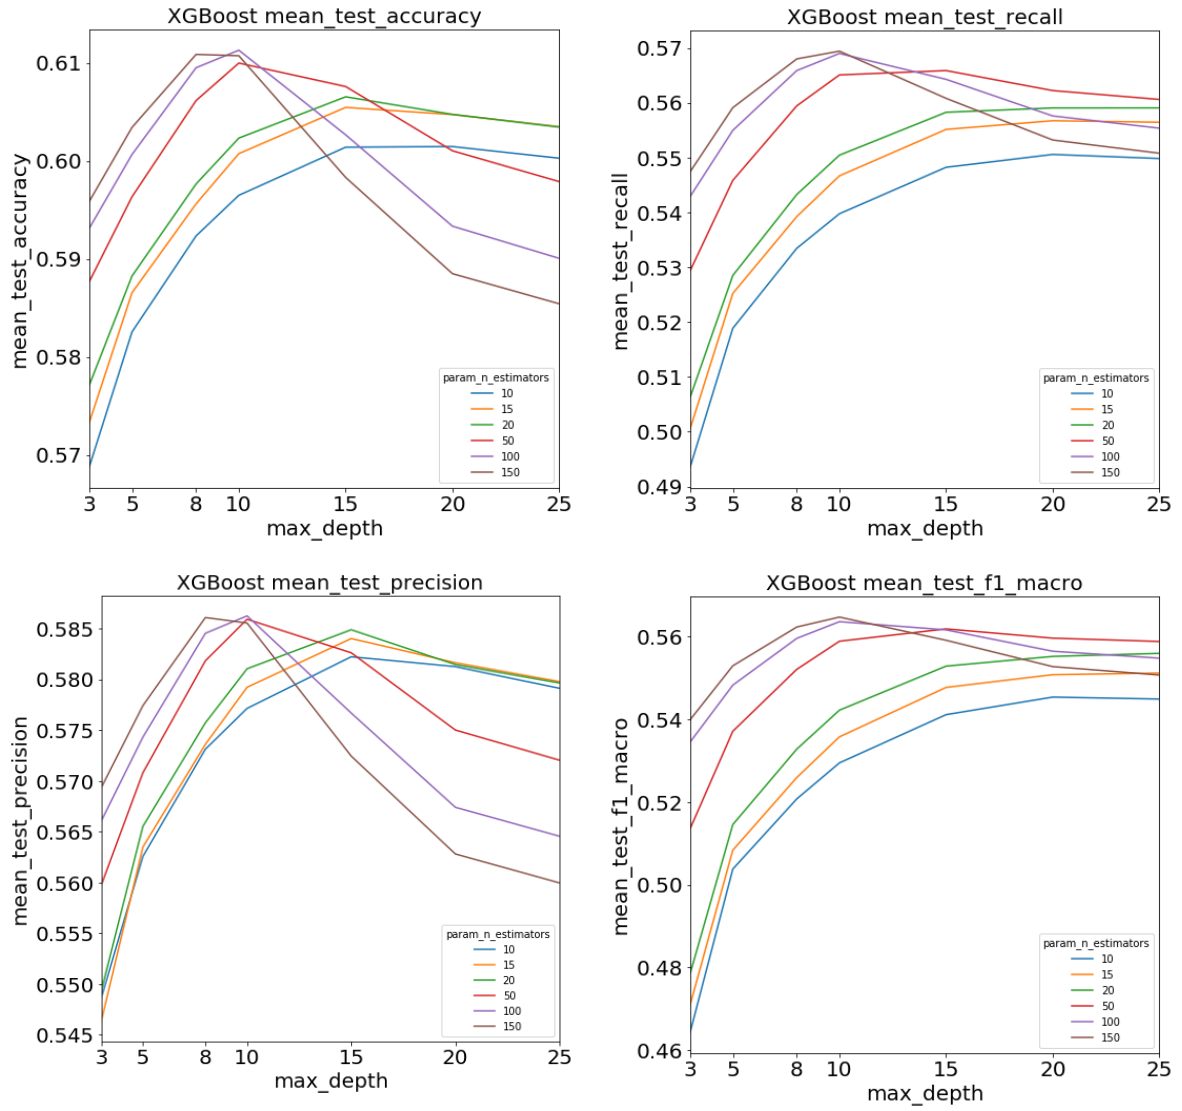 XGBoost mean_test_accuracy
mean_test_accuracy
0.61
0.60
0.59
0.58
0.57
param_n_estimators
10
15
20
50
100
150
3 5 8 10 15 20 25
max_depth
XGBoost mean_test_recall
mean_test_recall
0.57
0.56
0.55
0.54
0.53
0.52
0.51
0.50
0.49
param_n_estimators
10
15
20
50
100
150
3 5 8 10 15 20 25
max_depth
XGBoost mean_test_precision
mean_test_precision
0.585
0.580
0.575
0.570
0.565
0.560
0.555
0.550
0.545
param_n_estimators
10
15
20
50
100
150
3 5 8 10 15 20 25
max_depth
XGBoost mean_test_f1_macro
mean_test_f1_macro
0.56
0.54
0.52
0.50
0.48
0.46
param_n_estimators
10
15
20
50
100
150
3 5 8 10 15 20 25
max_depth